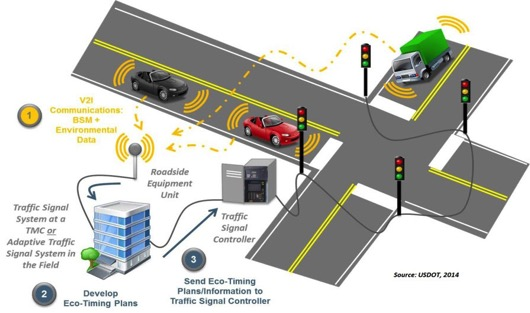 1
V2I
Communications:
BSM +
Environmental
Data
Roadside
Equipment
Unit
Traffic Signal
System at a
TMC or
Adaptive Traffic
Signal System in
the Field
Traffic
Signal
Controller
2
Develop
Eco-Timing Plans
3
Send Eco-Timing
Plans/Information to
Traffic Signal Controller
Source: USDOT, 2014